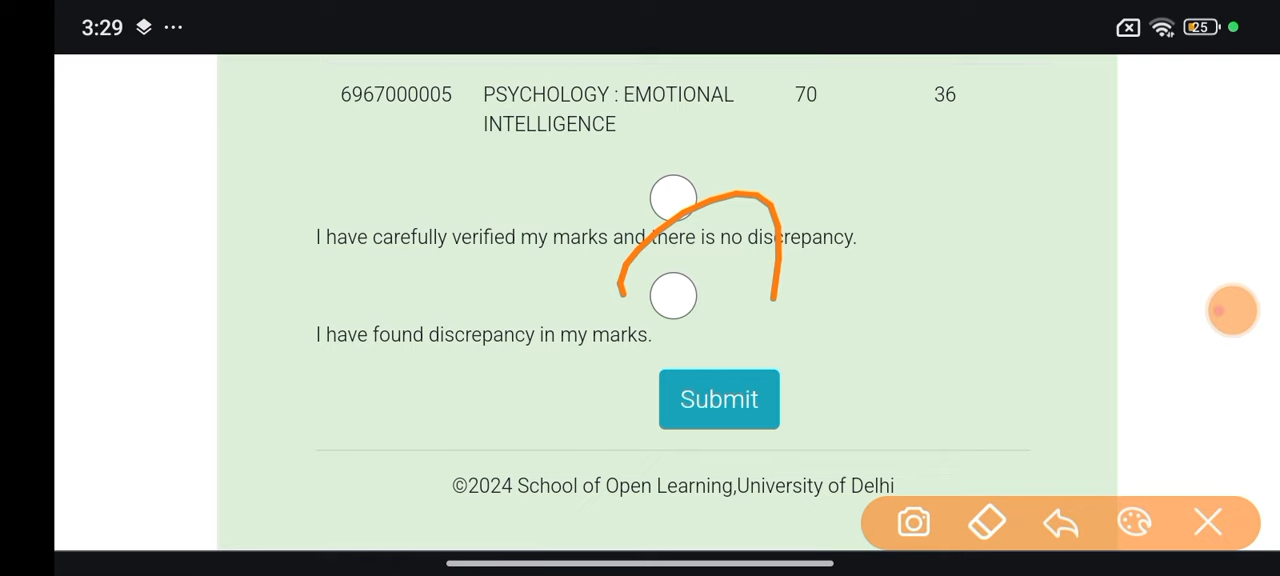 3:29
25
6967000005 PSYCHOLOGY : EMOTIONAL 70 36
INTELLIGENCE
I have carefully verified my marks and there is no discrepancy.
I have found discrepancy in my marks.
Submit
©2024 School of Open Learning,University of Delhi